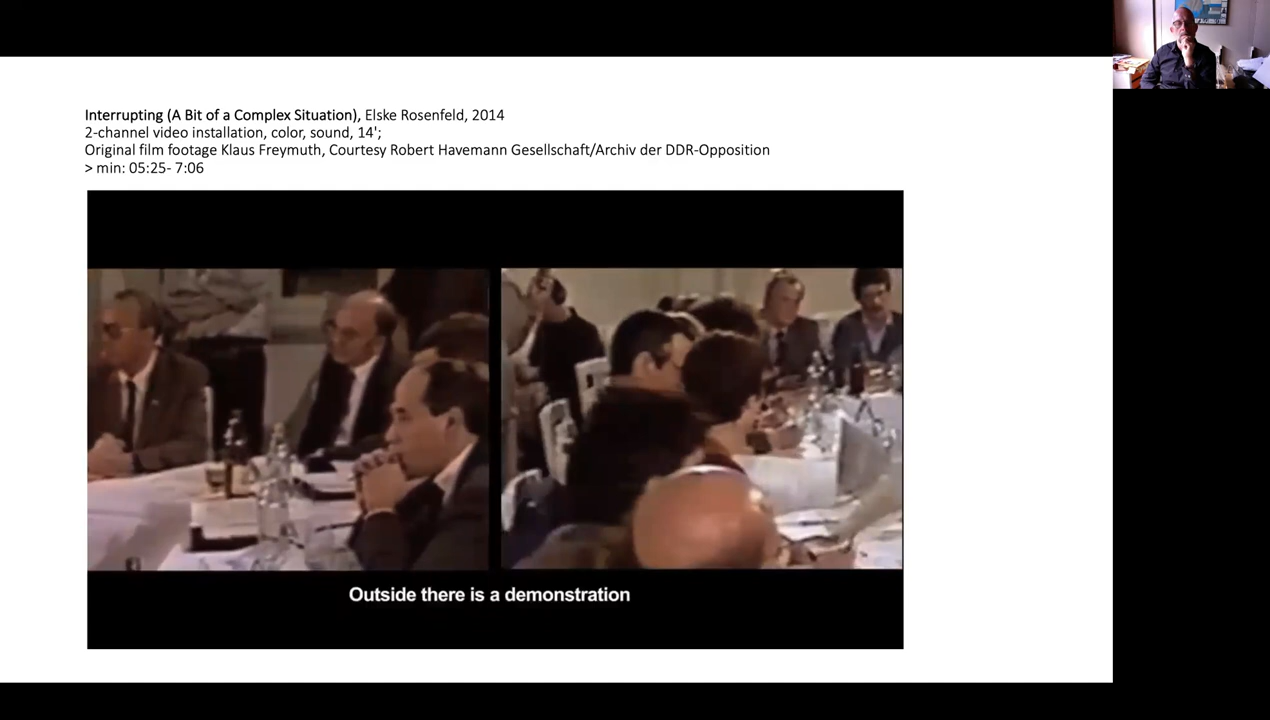 Interrupting (A Bit of a Complex Situation), Elske Rosenfeld, 2014
2-channel video installation, color, sound, 14';
Original film footage Klaus Freymuth, Courtesy Robert Havemann Gesellschaft/Archiv der DDR-Opposition
> min: 05:25- 7:06
Outside there is a demonstration